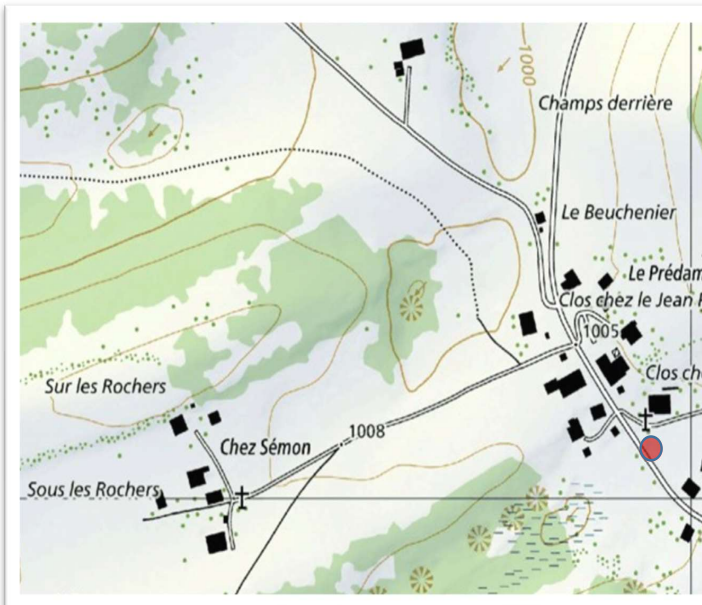 1000
Champs derrière
Le Beuchenier
Le Prédam
Clos chez le Jean
1005
Clos ch
Sur les Rochers
1008
Chez Sémon
Sous les Rochers